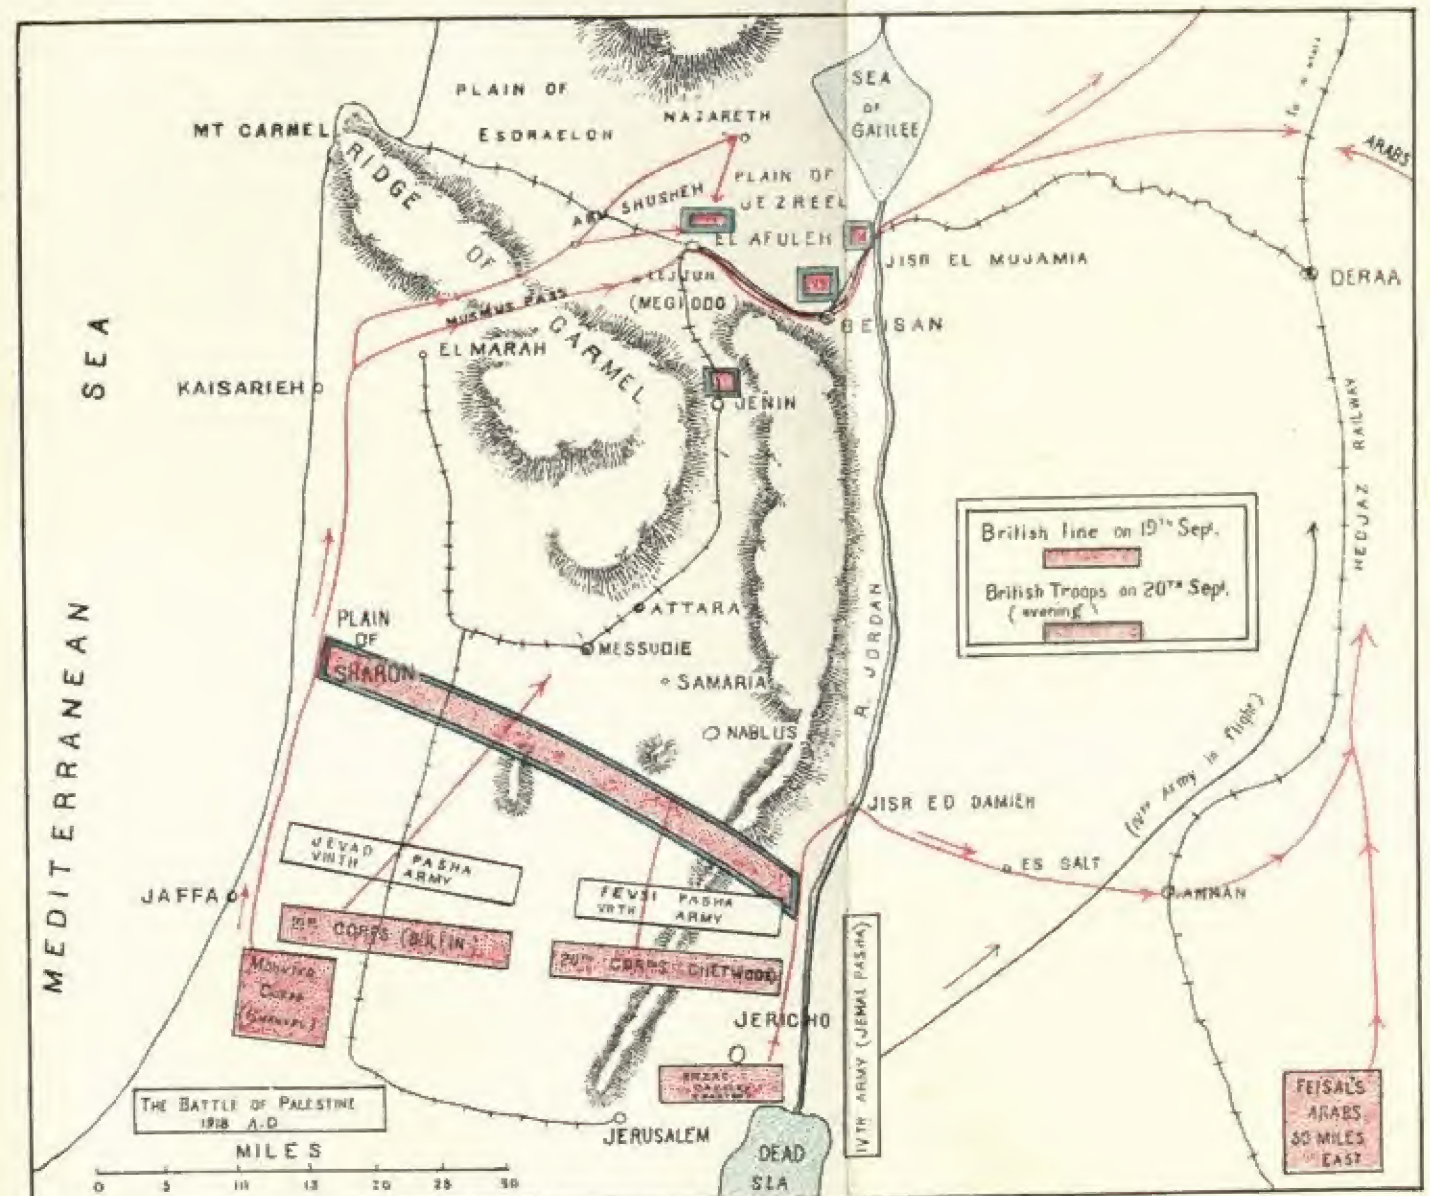 PLAIN OF
ESDRAELON
NAZARETH
SEA
OF
GALILEE
MT CARMEL
RIDGE
OF
CARMEL
ABU SHUSHEH
PLAIN OF
JEZREEL
EL AFULEH
ARABS
JISR EL MUJAMIA
DERAA
LEJJUN
(MEGIDDO)
MUSMUS PASS
BEISAN
EL MARAH
KAISARIEH
JENIN
MEDITERRANEAN
SEA
HEDJAZ RAILWAY
British line on 19TH Sept.
British Troops on 20TH Sept.
(evening)
R. JORDAN
ATTARA
MESSUDIE
SAMARIA
NABLUS
PLAIN
OF
SHARON
(IVTH Army in flight)
JISR ED DAMIEH
ES SALT
AMMAN
JEVAD PASHA
VIIITH ARMY
JAFFA
FEVSI PASHA
VIITH ARMY
CORPS (BULFIN)
20TH CORPS CHETWODE)
MOUNTED
CORPS
JERICHO
IVTH ARMY (JEMAL PASHA)
FEISAL'S
ARABS
50 MILES
EAST
THE BATTLE OF PALESTINE
1918 A.D
MILES
0 5 10 15 20 25 30
JERUSALEM
DEAD
SEA